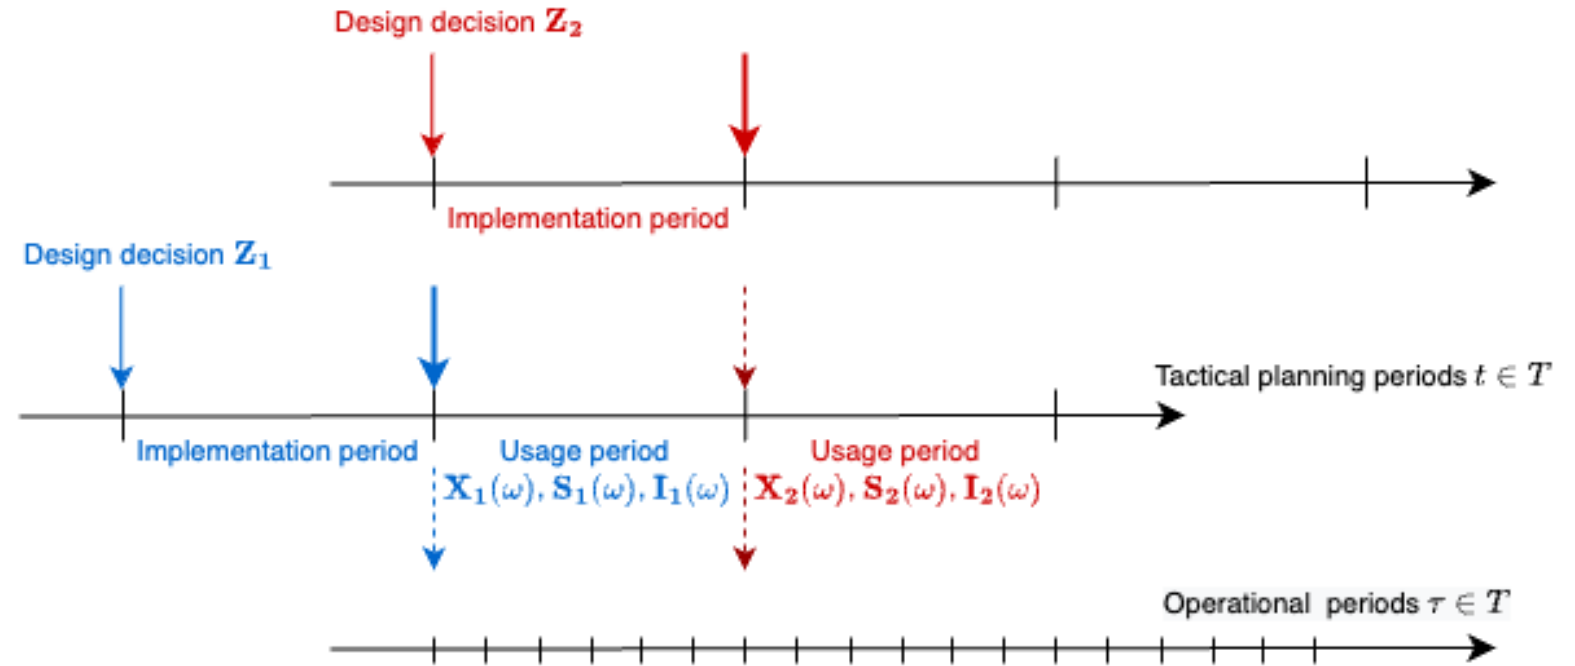 Design decision Z₂
Implementation period
Design decision Z₁
Tactical planning periods t ∈ T
Implementation period
Usage period
X₁(ω), S₁(ω), I₁(ω)
Usage period
X₂(ω), S₂(ω), I₂(ω)
Operational periods τ ∈ T